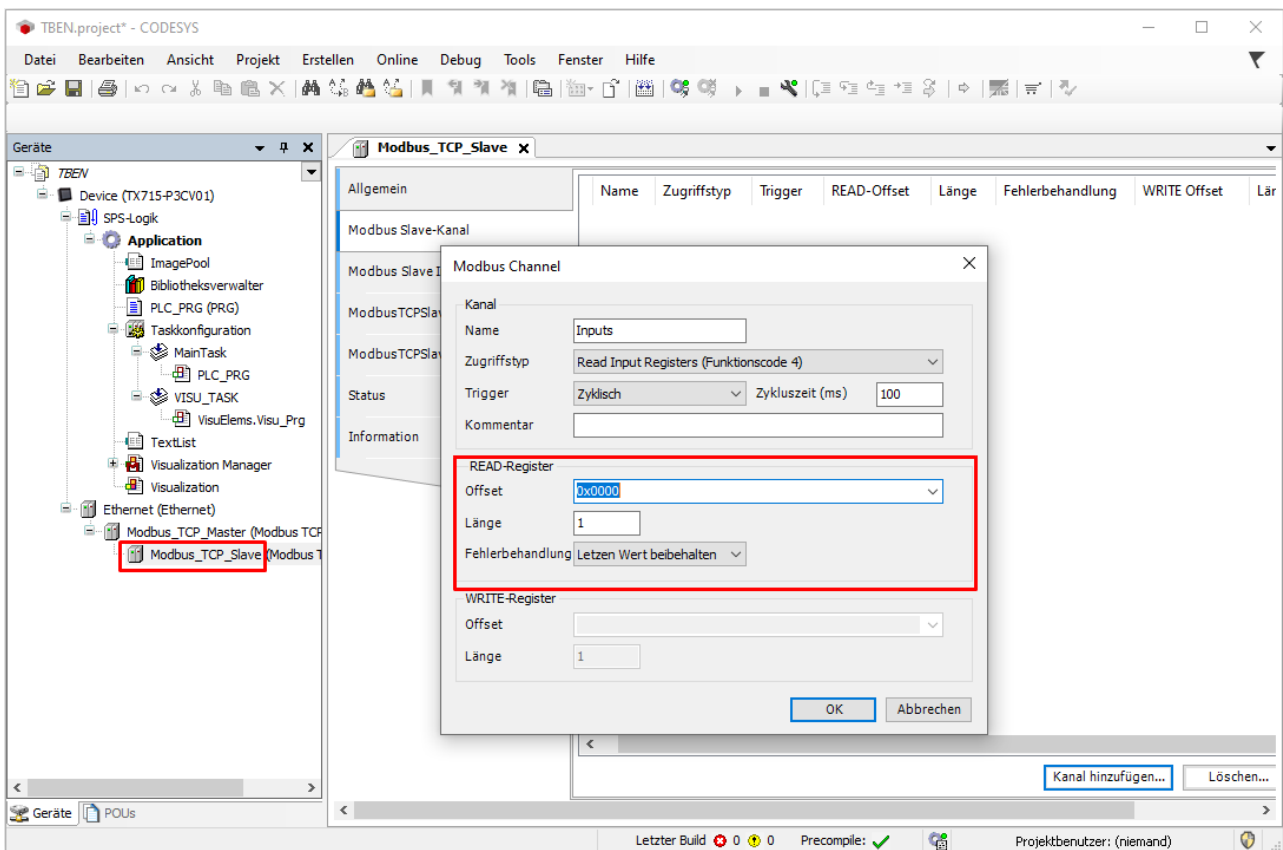 TBEN.project* - CODESYS
Datei Bearbeiten Ansicht Projekt Erstellen Online Debug Tools Fenster Hilfe
Geräte
TBEN
Device (TX715-P3CV01)
SPS-Logik
Application
ImagePool
Bibliotheksverwalter
PLC_PRG (PRG)
Taskkonfiguration
MainTask
PLC_PRG
VISU_TASK
VisuElems.Visu_Prg
TextList
Visualization Manager
Visualization
Ethernet (Ethernet)
Modbus_TCP_Master (Modbus TCP
Modbus_TCP_Slave (Modbus T
Geräte POUs
Modbus_TCP_Slave
Allgemein
Modbus Slave-Kanal
Modbus Slave I
ModbusTCPSlav
ModbusTCPSlav
Status
Information
Name Zugriffstyp Trigger READ-Offset Länge Fehlerbehandlung WRITE Offset Län
Modbus Channel
Kanal
Name Inputs
Zugriffstyp Read Input Registers (Funktionscode 4)
Trigger Zyklisch Zykluszeit (ms) 100
Kommentar
READ-Register
Offset 0x0000
Länge 1
Fehlerbehandlung Letzen Wert beibehalten
WRITE-Register
Offset
Länge 1
OK Abbrechen
Kanal hinzufügen... Löschen...
Letzter Build 0 0 Precompile: Projektbenutzer: (niemand)